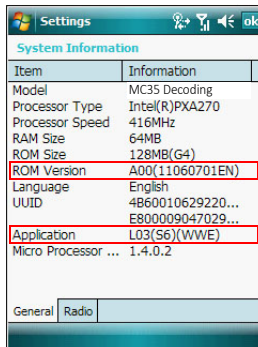 Settings ok
System Information
Item Information
Model MC35 Decoding
Processor Type Intel(R)PXA270
Processor Speed 416MHz
RAM Size 64MB
ROM Size 128MB(G4)
ROM Version A00(11060701EN)
Language English
UUID 4B60010629220...
E800009047029...
Application L03(S6)(WWE)
Micro Processor ... 1.4.0.2
General Radio